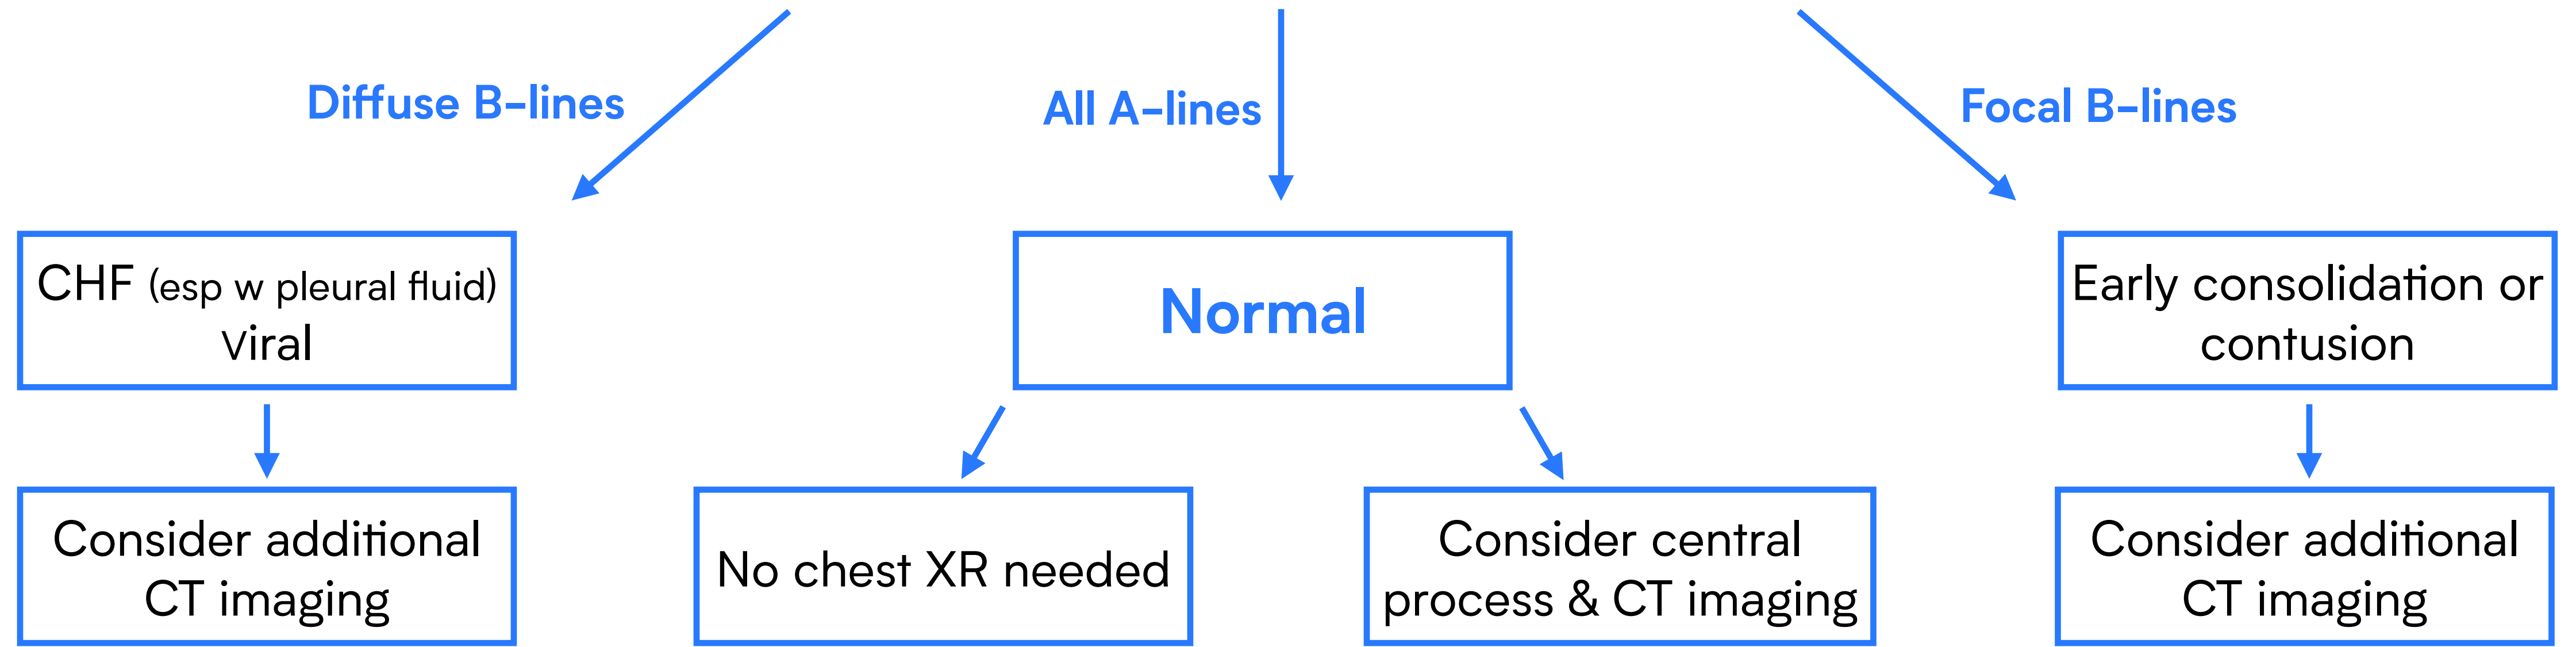 Diffuse B-lines
All A-lines
Focal B-lines
CHF (esp w pleural fluid)
Viral
Normal
Early consolidation or
contusion
Consider additional
CT imaging
No chest XR needed
Consider central
process & CT imaging
Consider additional
CT imaging